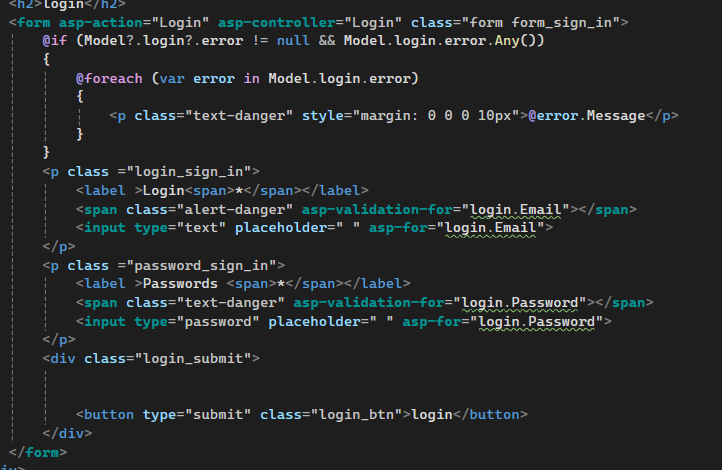 <h2>login</h2>
<form asp-action="Login" asp-controller="Login" class="form form_sign_in">
@if (Model?.login?.error != null && Model.login.error.Any())
{
@foreach (var error in Model.login.error)
{
<p class="text-danger" style="margin: 0 0 0 10px">@error.Message</p>
}
}
<p class ="login_sign_in">
<label >Login<span>*</span></label>
<span class="alert-danger" asp-validation-for="login.Email"></span>
<input type="text" placeholder=" " asp-for="login.Email">
</p>
<p class ="password_sign_in">
<label >Passwords <span>*</span></label>
<span class="text-danger" asp-validation-for="login.Password"></span>
<input type="password" placeholder=" " asp-for="login.Password">
</p>
<div class="login_submit">
<button type="submit" class="login_btn">login</button>
</div>
</form>